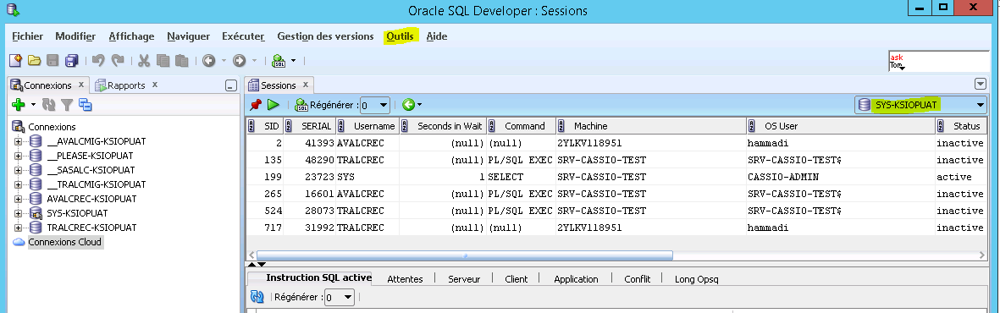 Oracle SQL Developer : Sessions
Fichier Modifier Affichage Naviguer Exécuter Gestion des versions Outils Aide
SQL
ask
Tom
Connexions x Rapports x
Sessions x
SQL Régénérer : 0
SYS-KSIOPUAT
SID SERIAL Username Seconds in Wait Command Machine OS User Status
2 41393 AVALCREC (null) (null) 2YLKV118951 hammadi inactive
135 48290 TRALCREC (null) PL/SQL EXEC SRV-CASSIO-TEST SRV-CASSIO-TEST$ inactive
199 23723 SYS 1 SELECT SRV-CASSIO-TEST CASSIO-ADMIN active
265 16601 AVALCREC (null) PL/SQL EXEC SRV-CASSIO-TEST SRV-CASSIO-TEST$ inactive
524 28073 TRALCREC (null) PL/SQL EXEC SRV-CASSIO-TEST SRV-CASSIO-TEST$ inactive
717 31992 TRALCREC (null) (null) 2YLKV118951 hammadi inactive
Connexions
__AVALCMIG-KSIOPUAT
__PLEASE-KSIOPUAT
__SASALC-KSIOPUAT
__TRALCMIG-KSIOPUAT
AVALCREC-KSIOPUAT
SYS-KSIOPUAT
TRALCREC-KSIOPUAT
Connexions Cloud
Instruction SQL active Attentes Serveur Client Application Conflit Long Opsq
Régénérer : 0